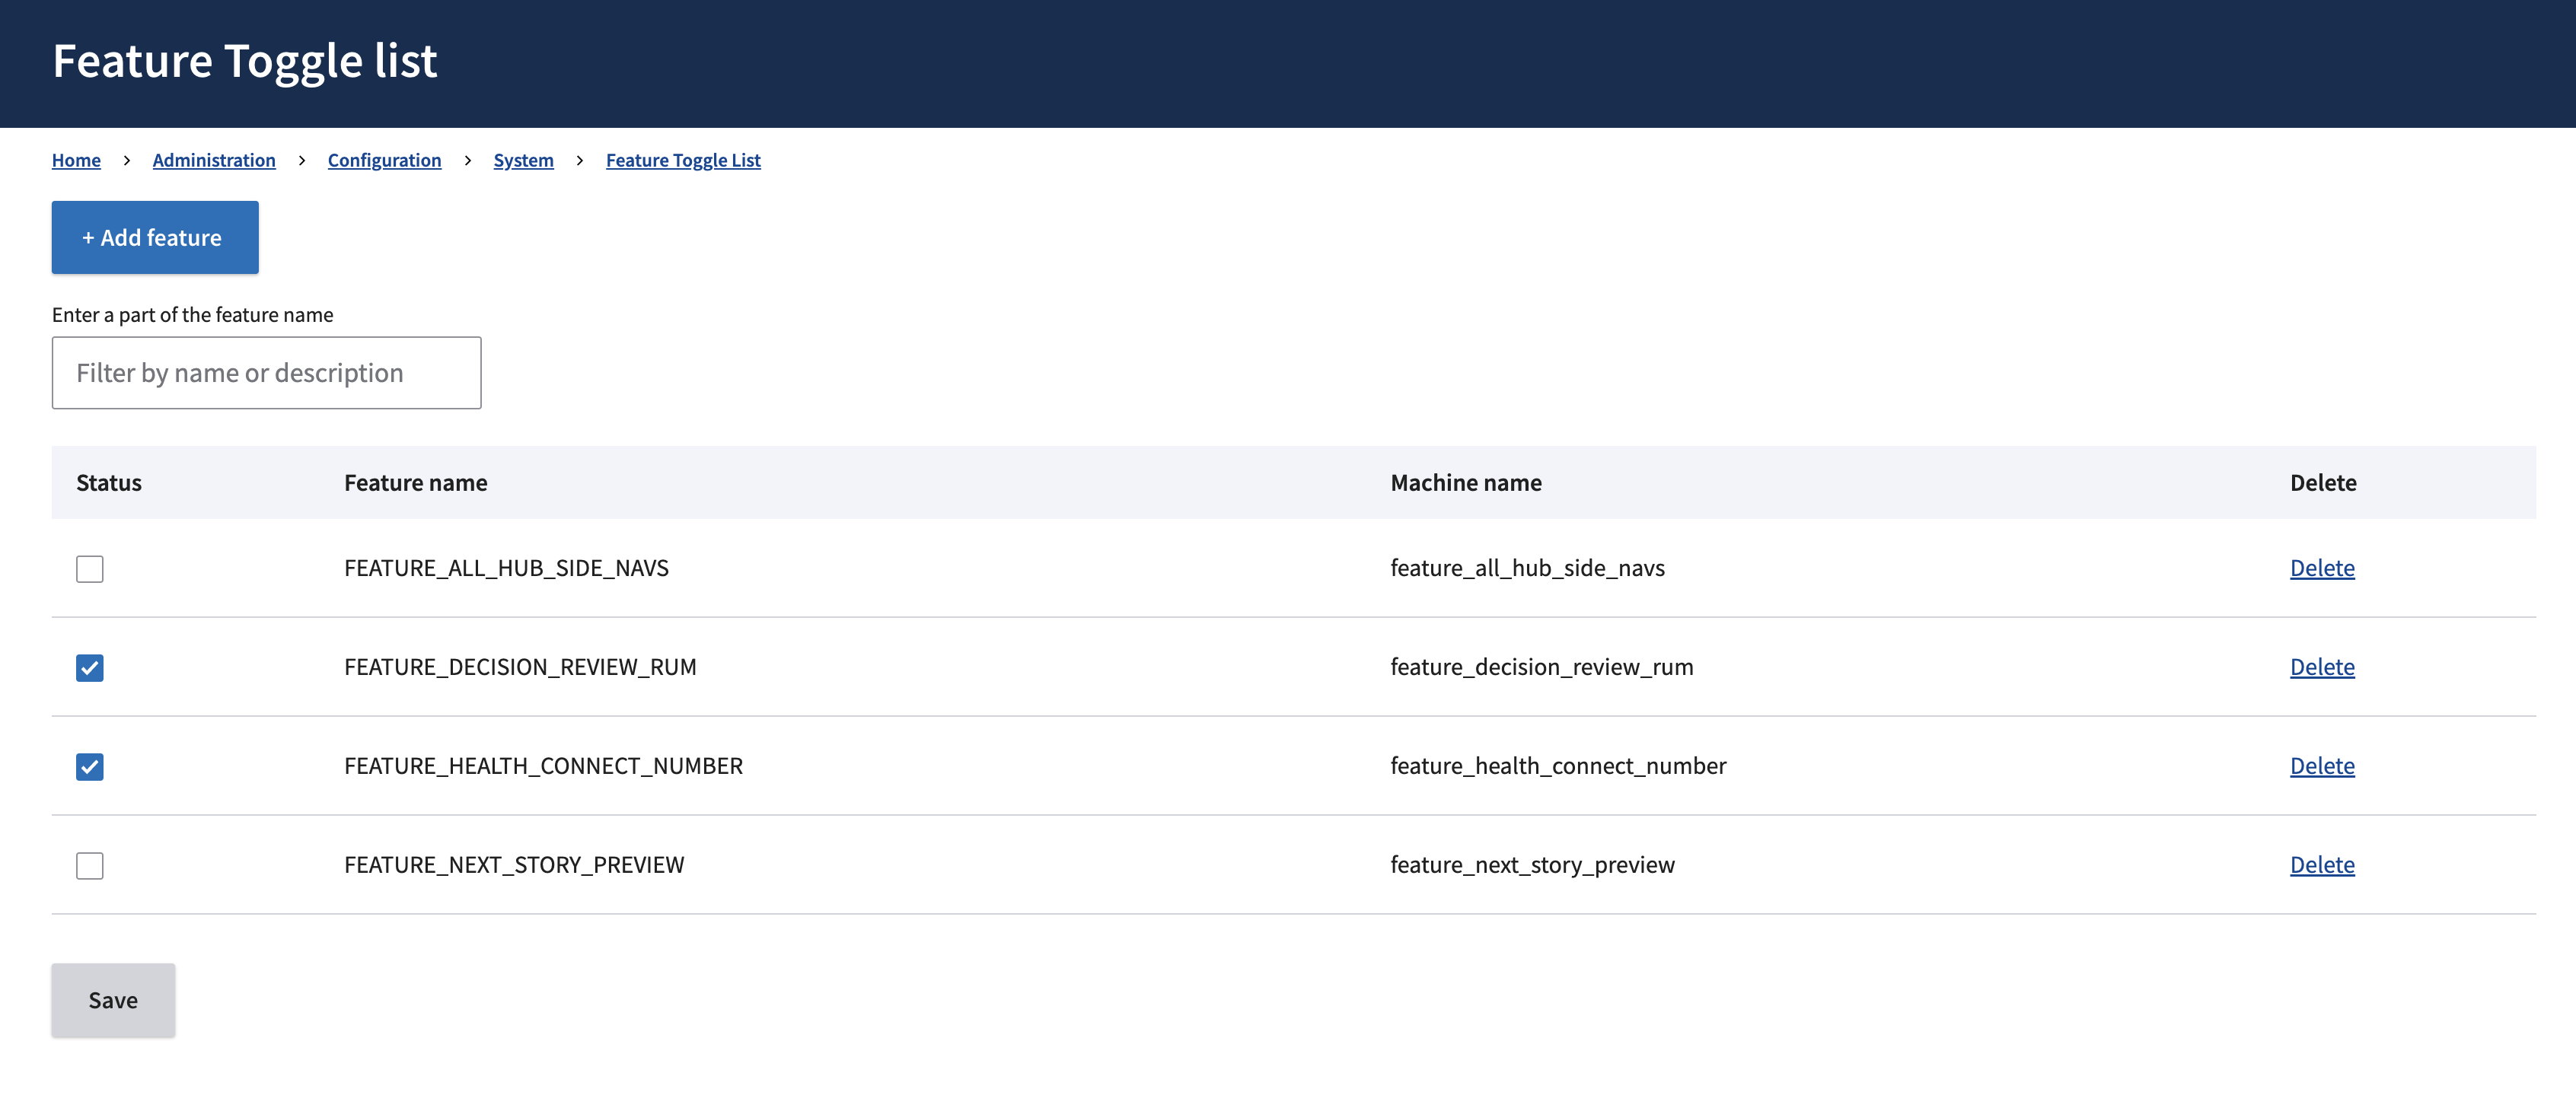 Feature Toggle list
Home > Administration > Configuration > System > Feature Toggle List
+ Add feature
Enter a part of the feature name
Filter by name or description
Status Feature name Machine name Delete
FEATURE_ALL_HUB_SIDE_NAVS feature_all_hub_side_navs Delete
FEATURE_DECISION_REVIEW_RUM feature_decision_review_rum Delete
FEATURE_HEALTH_CONNECT_NUMBER feature_health_connect_number Delete
FEATURE_NEXT_STORY_PREVIEW feature_next_story_preview Delete
Save